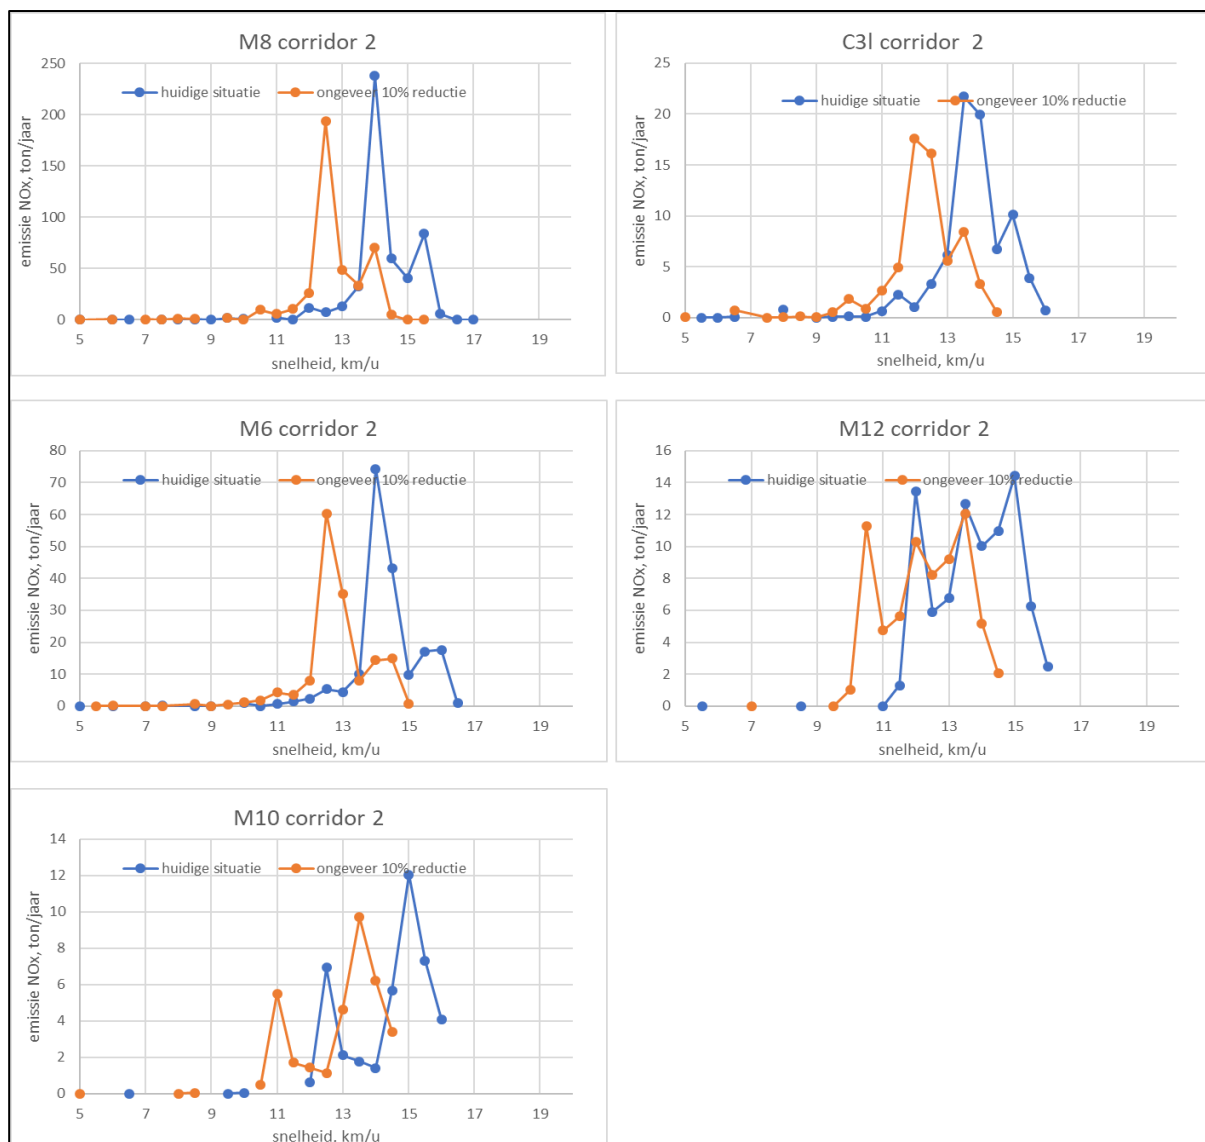 M8 corridor 2
huidige situatie
ongeveer 10% reductie
emissie NOx, ton/jaar
250
200
150
100
50
0
5 7 9 11 13 15 17 19
snelheid, km/u
C3l corridor 2
huidige situatie
ongeveer 10% reductie
emissie NOx, ton/jaar
25
20
15
10
5
0
5 7 9 11 13 15 17 19
snelheid, km/u
M6 corridor 2
huidige situatie
ongeveer 10% reductie
emissie NOx, ton/jaar
80
70
60
50
40
30
20
10
0
5 7 9 11 13 15 17 19
snelheid, km/u
M12 corridor 2
huidige situatie
ongeveer 10% reductie
emissie NOx, ton/jaar
16
14
12
10
8
6
4
2
0
5 7 9 11 13 15 17 19
snelheid, km/u
M10 corridor 2
huidige situatie
ongeveer 10% reductie
emissie NOx, ton/jaar
14
12
10
8
6
4
2
0
5 7 9 11 13 15 17 19
snelheid, km/u